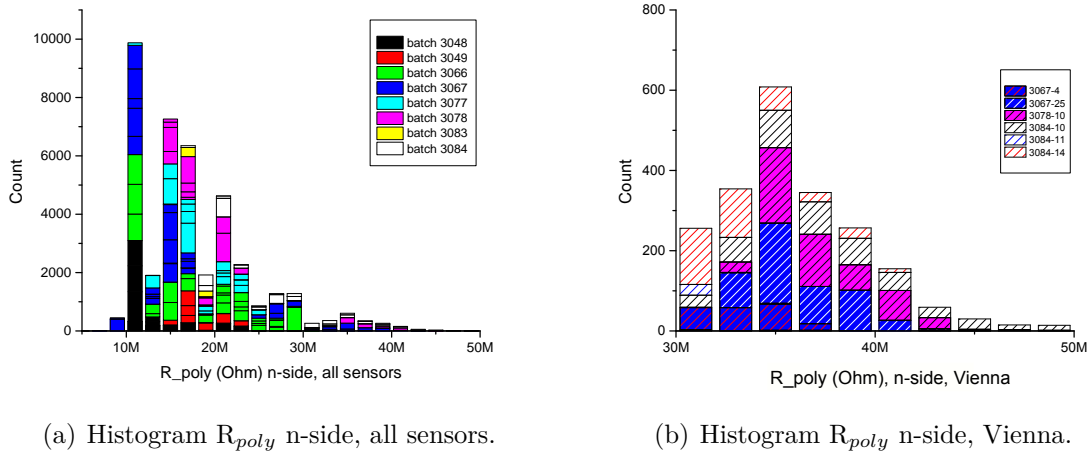 10000
8000
6000
4000
2000
0
Count
batch 3048
batch 3049
batch 3066
batch 3067
batch 3077
batch 3078
batch 3083
batch 3084
10M 20M 30M 40M 50M
R_poly (Ohm) n-side, all sensors
(a) Histogram Rpoly n-side, all sensors.
800
600
400
200
0
Count
3067-4
3067-25
3078-10
3084-10
3084-11
3084-14
30M 40M 50M
R_poly (Ohm), n-side, Vienna
(b) Histogram Rpoly n-side, Vienna.